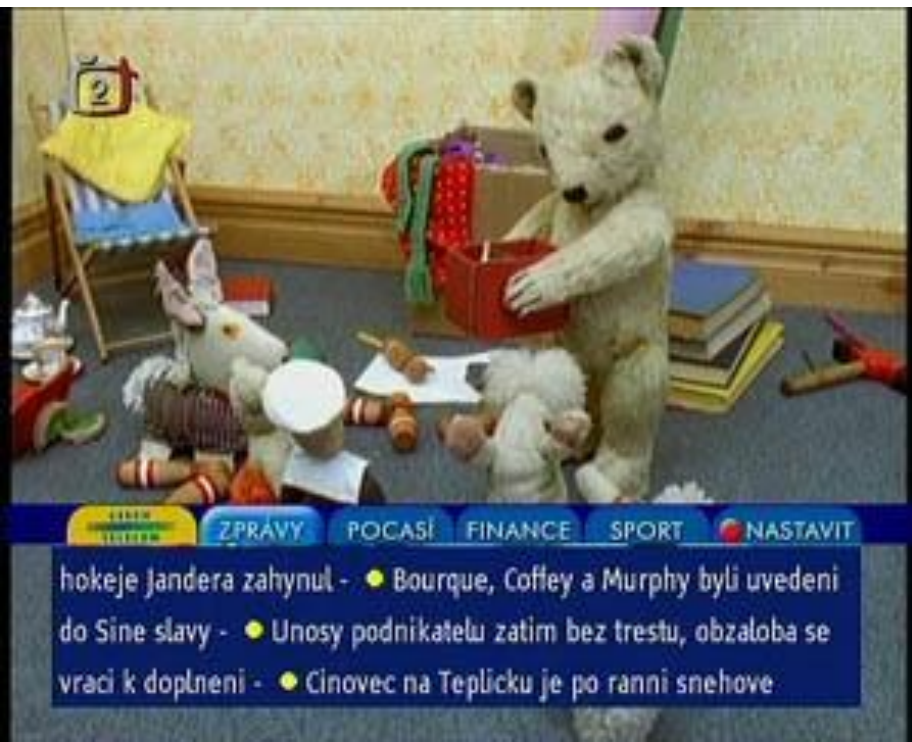 2
ZPRÁVY POCASÍ FINANCE SPORT NASTAVIT
hokeje Jandera zahynul - ● Bourque, Coffey a Murphy byli uvedeni
do Sine slavy - ● Unosy podnikatelu zatim bez trestu, obzaloba se
vraci k doplneni - ● Cinovec na Teplicku je po ranni snehove